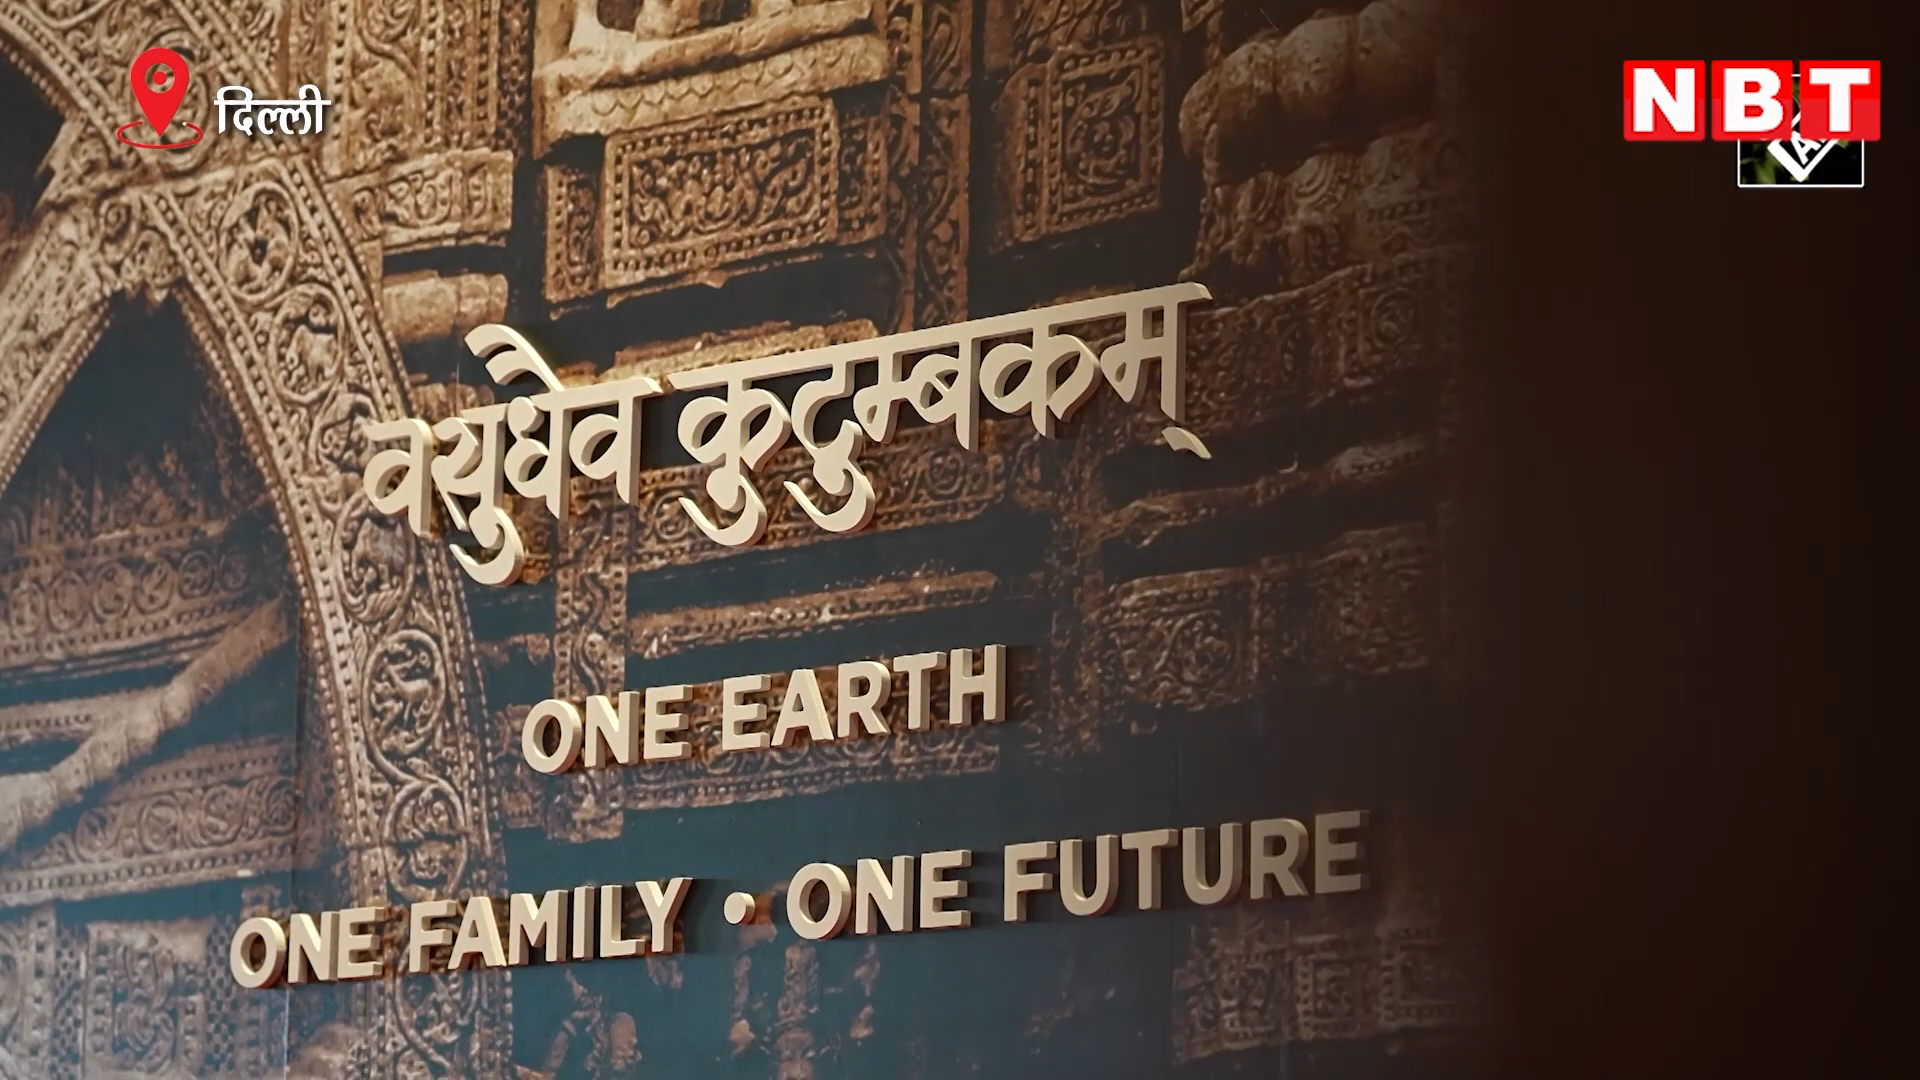 दिल्ली
NBT
वसुधैव कुटुम्बकम्
ONE EARTH
ONE FAMILY • ONE FUTURE